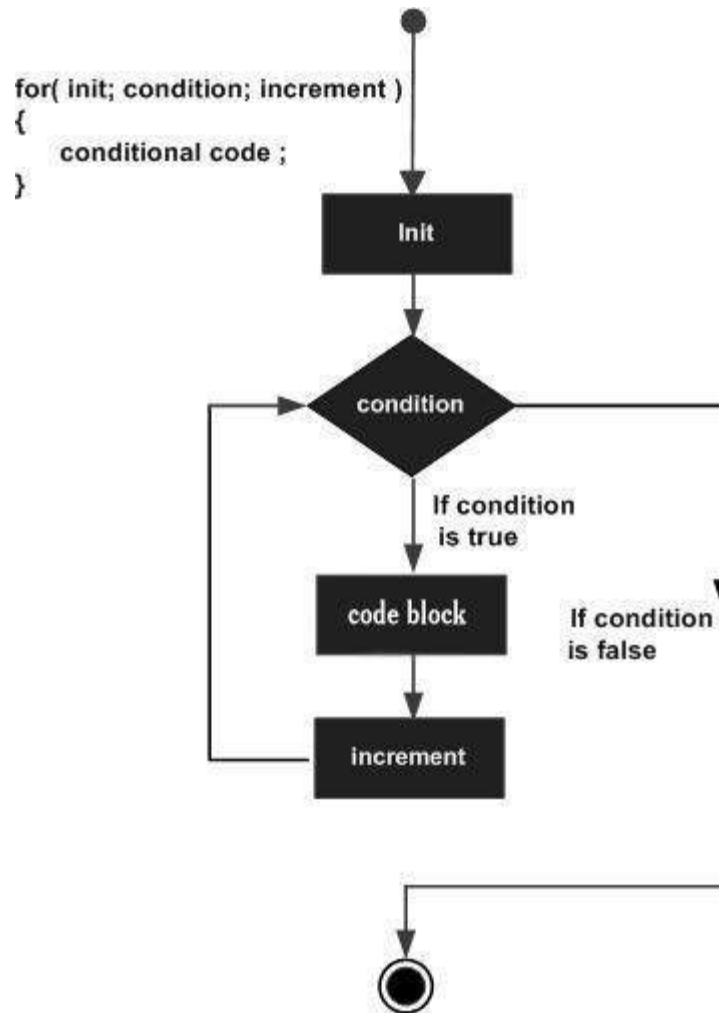 for( init; condition; increment )
{
conditional code ;
}
Init
condition
If condition
is true
code block
If condition
is false
increment